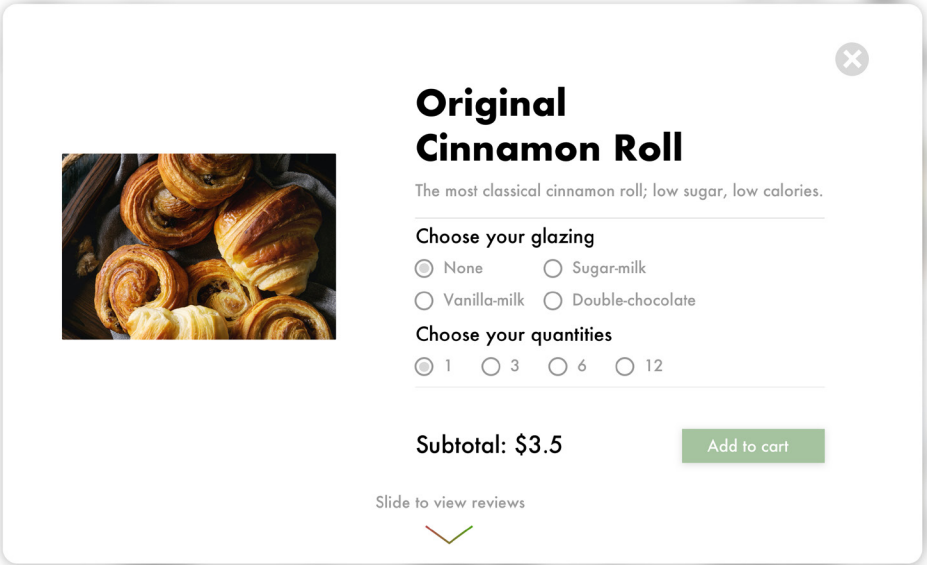 Original
Cinnamon Roll
The most classical cinnamon roll; low sugar, low calories.
Choose your glazing
None Sugar-milk
Vanilla-milk Double-chocolate
Choose your quantities
1 3 6 12
Subtotal: $3.5 Add to cart
Slide to view reviews